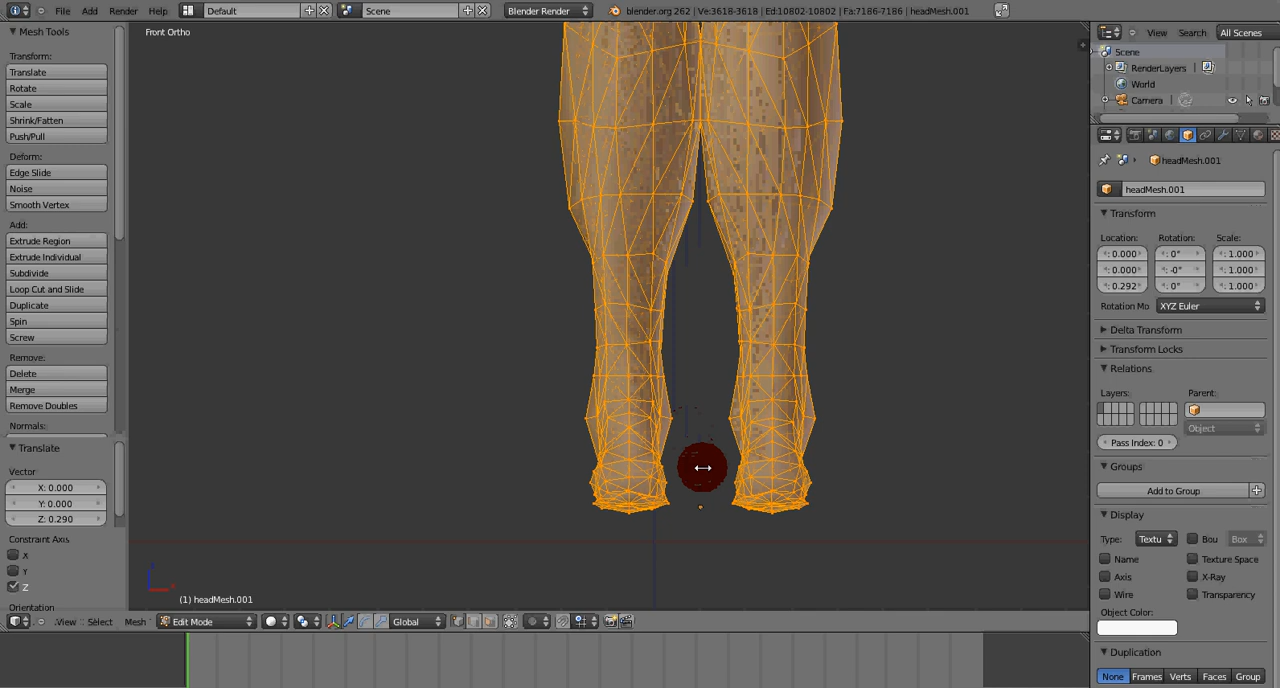 File Add Render Help Default Scene Blender Render blender.org 262 | Ve:3618-3618 | Ed:10802-10802 | Fa:7186-7186 | headMesh.001
Mesh Tools
Transform:
Translate
Rotate
Scale
Shrink/Fatten
Push/Pull
Deform:
Edge Slide
Noise
Smooth Vertex
Add:
Extrude Region
Extrude Individual
Subdivide
Loop Cut and Slide
Duplicate
Spin
Screw
Remove:
Delete
Merge
Remove Doubles
Normals:
Translate
Vector
X: 0.000
Y: 0.000
Z: 0.290
Constraint Axis
X
Y
Z
Orientation
Front Ortho
(1) headMesh.001
View Select Mesh Edit Mode Global
View Search All Scenes
Scene
RenderLayers
World
Camera
headMesh.001
headMesh.001
Transform
Location: Rotation: Scale:
: 0.000 : 0° : 1.000
: 0.000 : -0° : 1.000
: 0.292 : 0° : 1.000
Rotation Mo XYZ Euler
Delta Transform
Transform Locks
Relations
Layers: Parent:
Object
Pass Index: 0
Groups
Add to Group
Display
Type: Textu Bou Box
Name Texture Space
Axis X-Ray
Wire Transparency
Object Color:
Duplication
None Frames Verts Faces Group